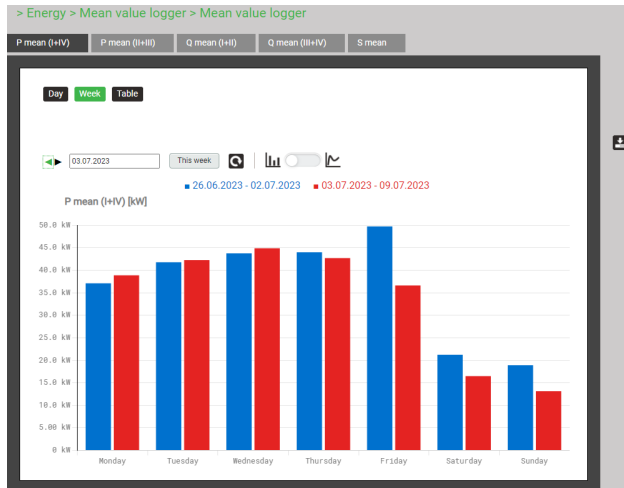 > Energy > Mean value logger > Mean value logger
P mean (I+IV) P mean (II+III) Q mean (I+II) Q mean (III+IV) S mean
Day Week Table
03.07.2023 This week
26.06.2023 - 02.07.2023 03.07.2023 - 09.07.2023
P mean (I+IV) [kW]
50.0 kW
45.0 kW
40.0 kW
35.0 kW
30.0 kW
25.0 kW
20.0 kW
15.0 kW
10.0 kW
5.00 kW
0 kW
Monday Tuesday Wednesday Thursday Friday Saturday Sunday